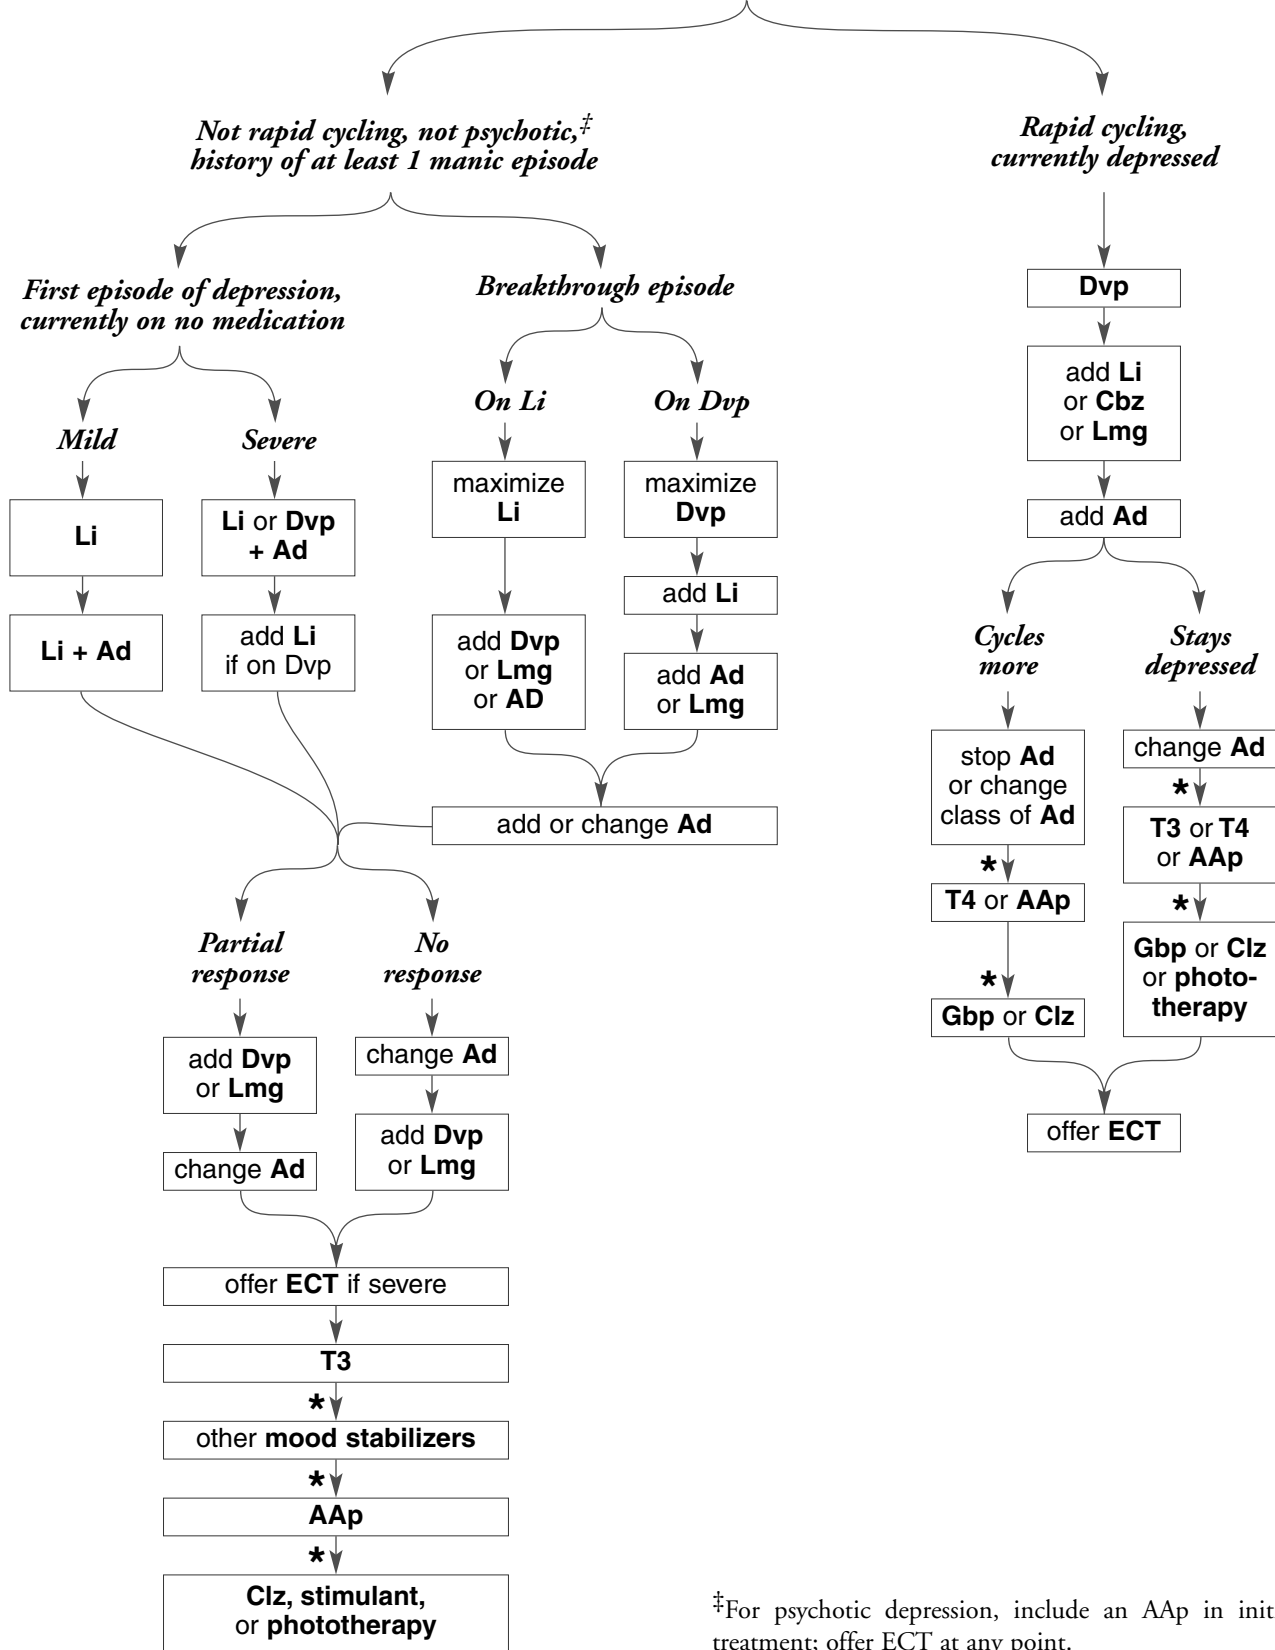 Not rapid cycling, not psychotic,‡
history of at least 1 manic episode
Rapid cycling,
currently depressed
First episode of depression,
currently on no medication
Breakthrough episode
Mild
Severe
On Li
On Dvp
Li
Li + Ad
Li or Dvp
+ Ad
add Li
if on Dvp
maximize
Li
add Dvp
or Lmg
or AD
maximize
Dvp
add Li
add Ad
or Lmg
add or change Ad
Partial
response
No
response
add Dvp
or Lmg
change Ad
change Ad
add Dvp
or Lmg
offer ECT if severe
T3
*
other mood stabilizers
*
AAp
*
Clz, stimulant,
or phototherapy
Dvp
add Li
or Cbz
or Lmg
add Ad
Cycles
more
Stays
depressed
stop Ad
or change
class of Ad
*
T4 or AAp
*
Gbp or Clz
change Ad
*
T3 or T4
or AAp
*
Gbp or Clz
or photo-
therapy
offer ECT
‡For psychotic depression, include an AAp in init
treatment; offer ECT at any point.